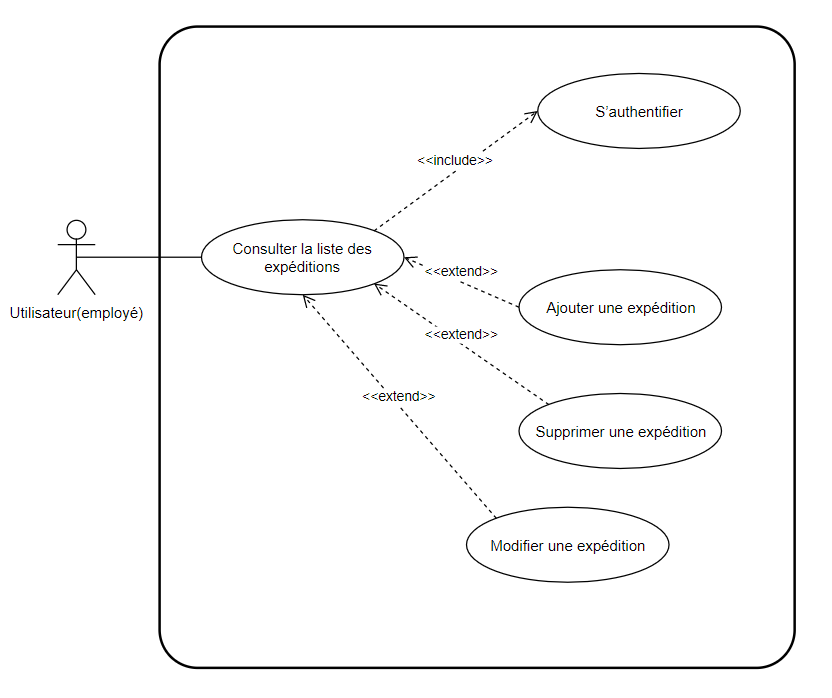 S'authentifier
<<include>>
Consulter la liste des
expéditions
<<extend>>
Ajouter une expédition
Utilisateur(employé)
<<extend>>
<<extend>>
Supprimer une expédition
Modifier une expédition